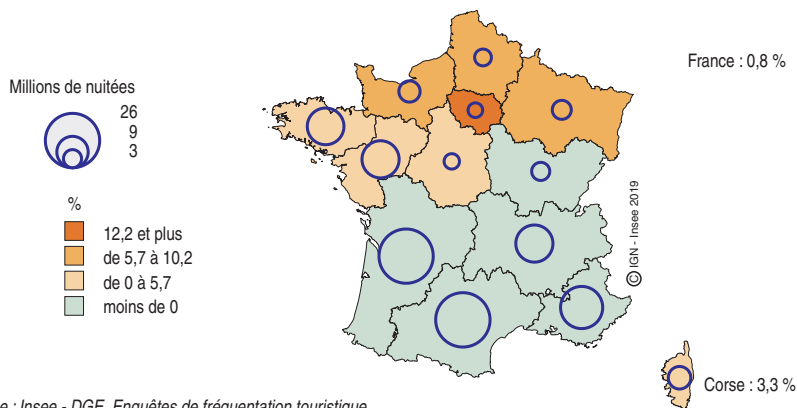 France : 0,8 %
Millions de nuitées
26
9
3
%
12,2 et plus
de 5,7 à 10,2
de 0 à 5,7
moins de 0
© IGN - Insee 2019
Corse : 3,3 %
e : Insee - DGE, Enquêtes de fréquentation touristique